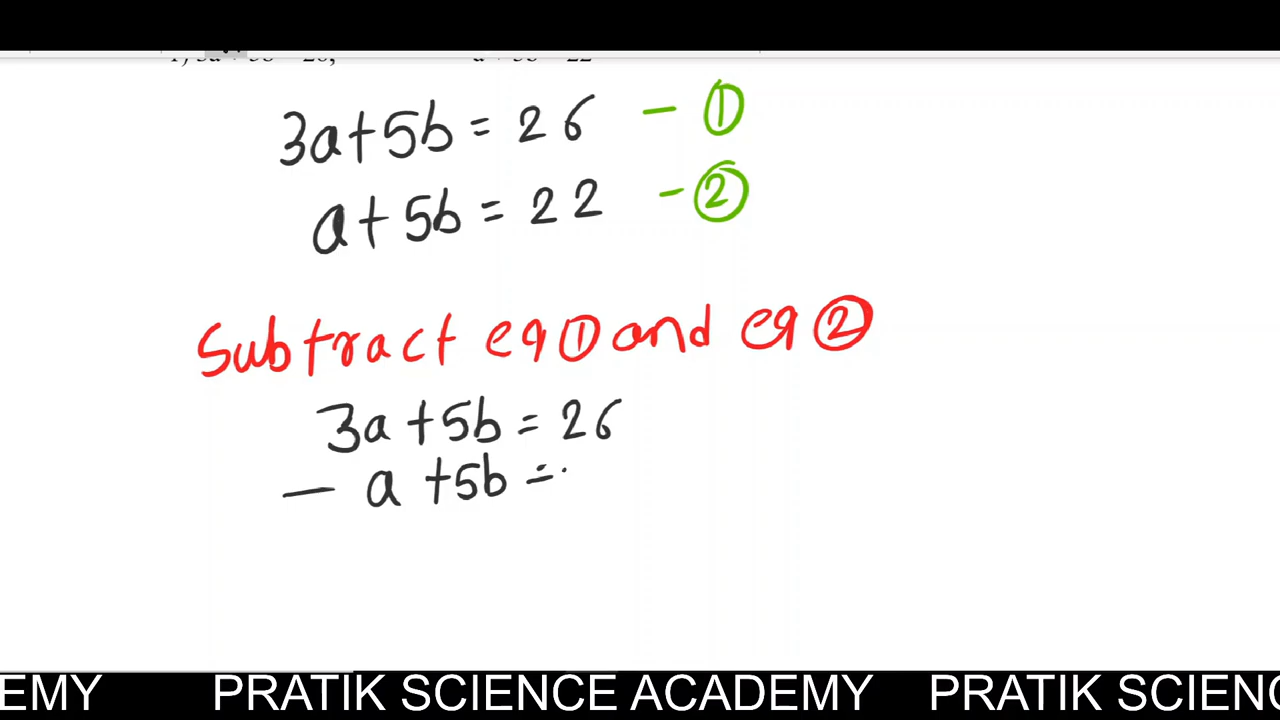 3a+5b=26 - ①
a+5b=22 - ②
Subtract eq ① and eq ②
3a+5b=26
- a+5b=
EMY PRATIK SCIENCE ACADEMY PRATIK SCIENC